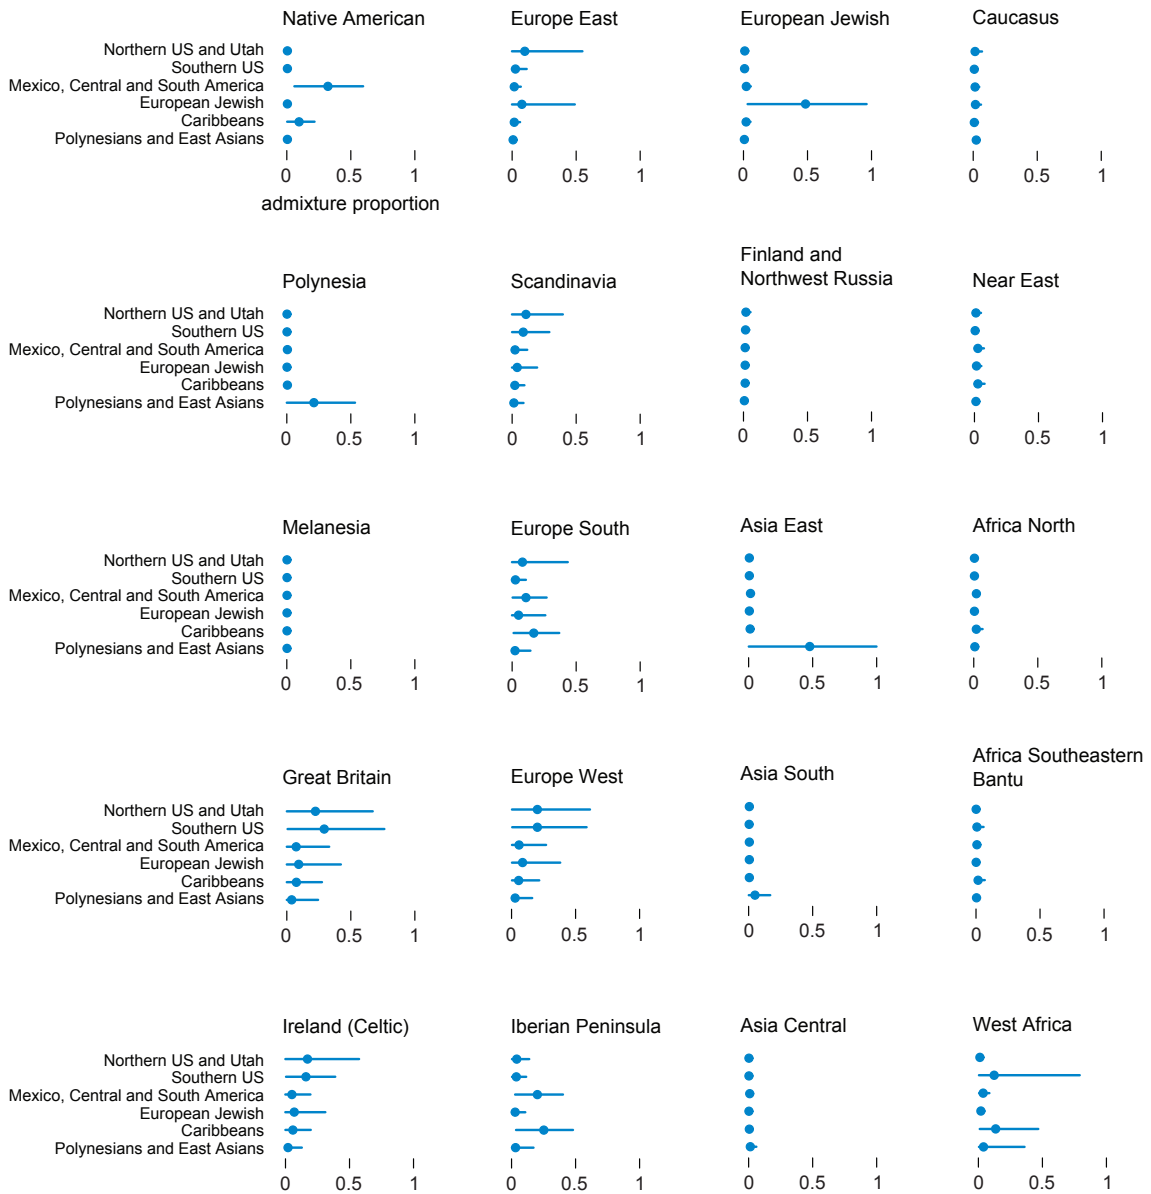 Native American
Europe East
European Jewish
Caucasus
Northern US and Utah
Southern US
Mexico, Central and South America
European Jewish
Caribbeans
Polynesians and East Asians
0 0.5 1
0 0.5 1
0 0.5 1
0 0.5 1
admixture proportion
Polynesia
Scandinavia
Finland and
Northwest Russia
Near East
Northern US and Utah
Southern US
Mexico, Central and South America
European Jewish
Caribbeans
Polynesians and East Asians
0 0.5 1
0 0.5 1
0 0.5 1
0 0.5 1
Melanesia
Europe South
Asia East
Africa North
Northern US and Utah
Southern US
Mexico, Central and South America
European Jewish
Caribbeans
Polynesians and East Asians
0 0.5 1
0 0.5 1
0 0.5 1
0 0.5 1
Great Britain
Europe West
Asia South
Africa Southeastern
Bantu
Northern US and Utah
Southern US
Mexico, Central and South America
European Jewish
Caribbeans
Polynesians and East Asians
0 0.5 1
0 0.5 1
0 0.5 1
0 0.5 1
Ireland (Celtic)
Iberian Peninsula
Asia Central
West Africa
Northern US and Utah
Southern US
Mexico, Central and South America
European Jewish
Caribbeans
Polynesians and East Asians
0 0.5 1
0 0.5 1
0 0.5 1
0 0.5 1